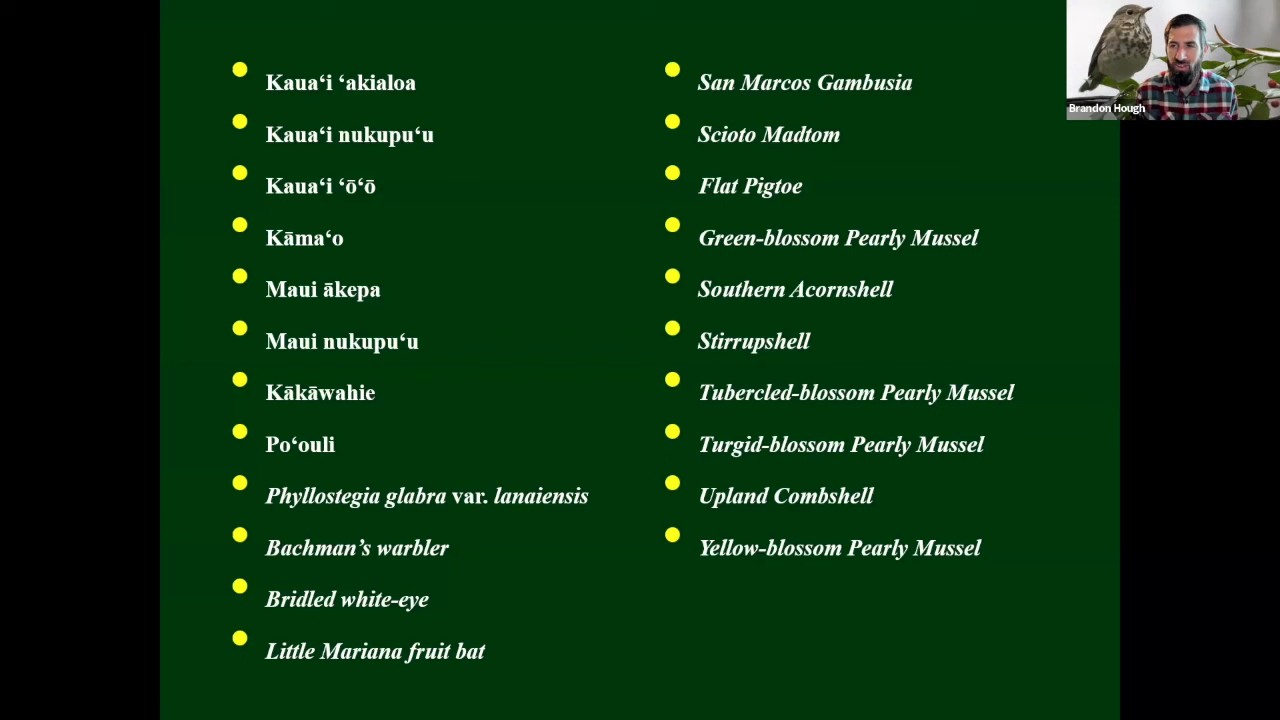 Kauaʻi ʻakialoa
Kauaʻi nukupuʻu
Kauaʻi ʻōʻō
Kāmaʻo
Maui ākepa
Maui nukupuʻu
Kākāwahie
Poʻouli
Phyllostegia glabra var. lanaiensis
Bachman’s warbler
Bridled white-eye
Little Mariana fruit bat
San Marcos Gambusia
Scioto Madtom
Flat Pigtoe
Green-blossom Pearly Mussel
Southern Acornshell
Stirrupshell
Tubercled-blossom Pearly Mussel
Turgid-blossom Pearly Mussel
Upland Combshell
Yellow-blossom Pearly Mussel
Brandon Hough